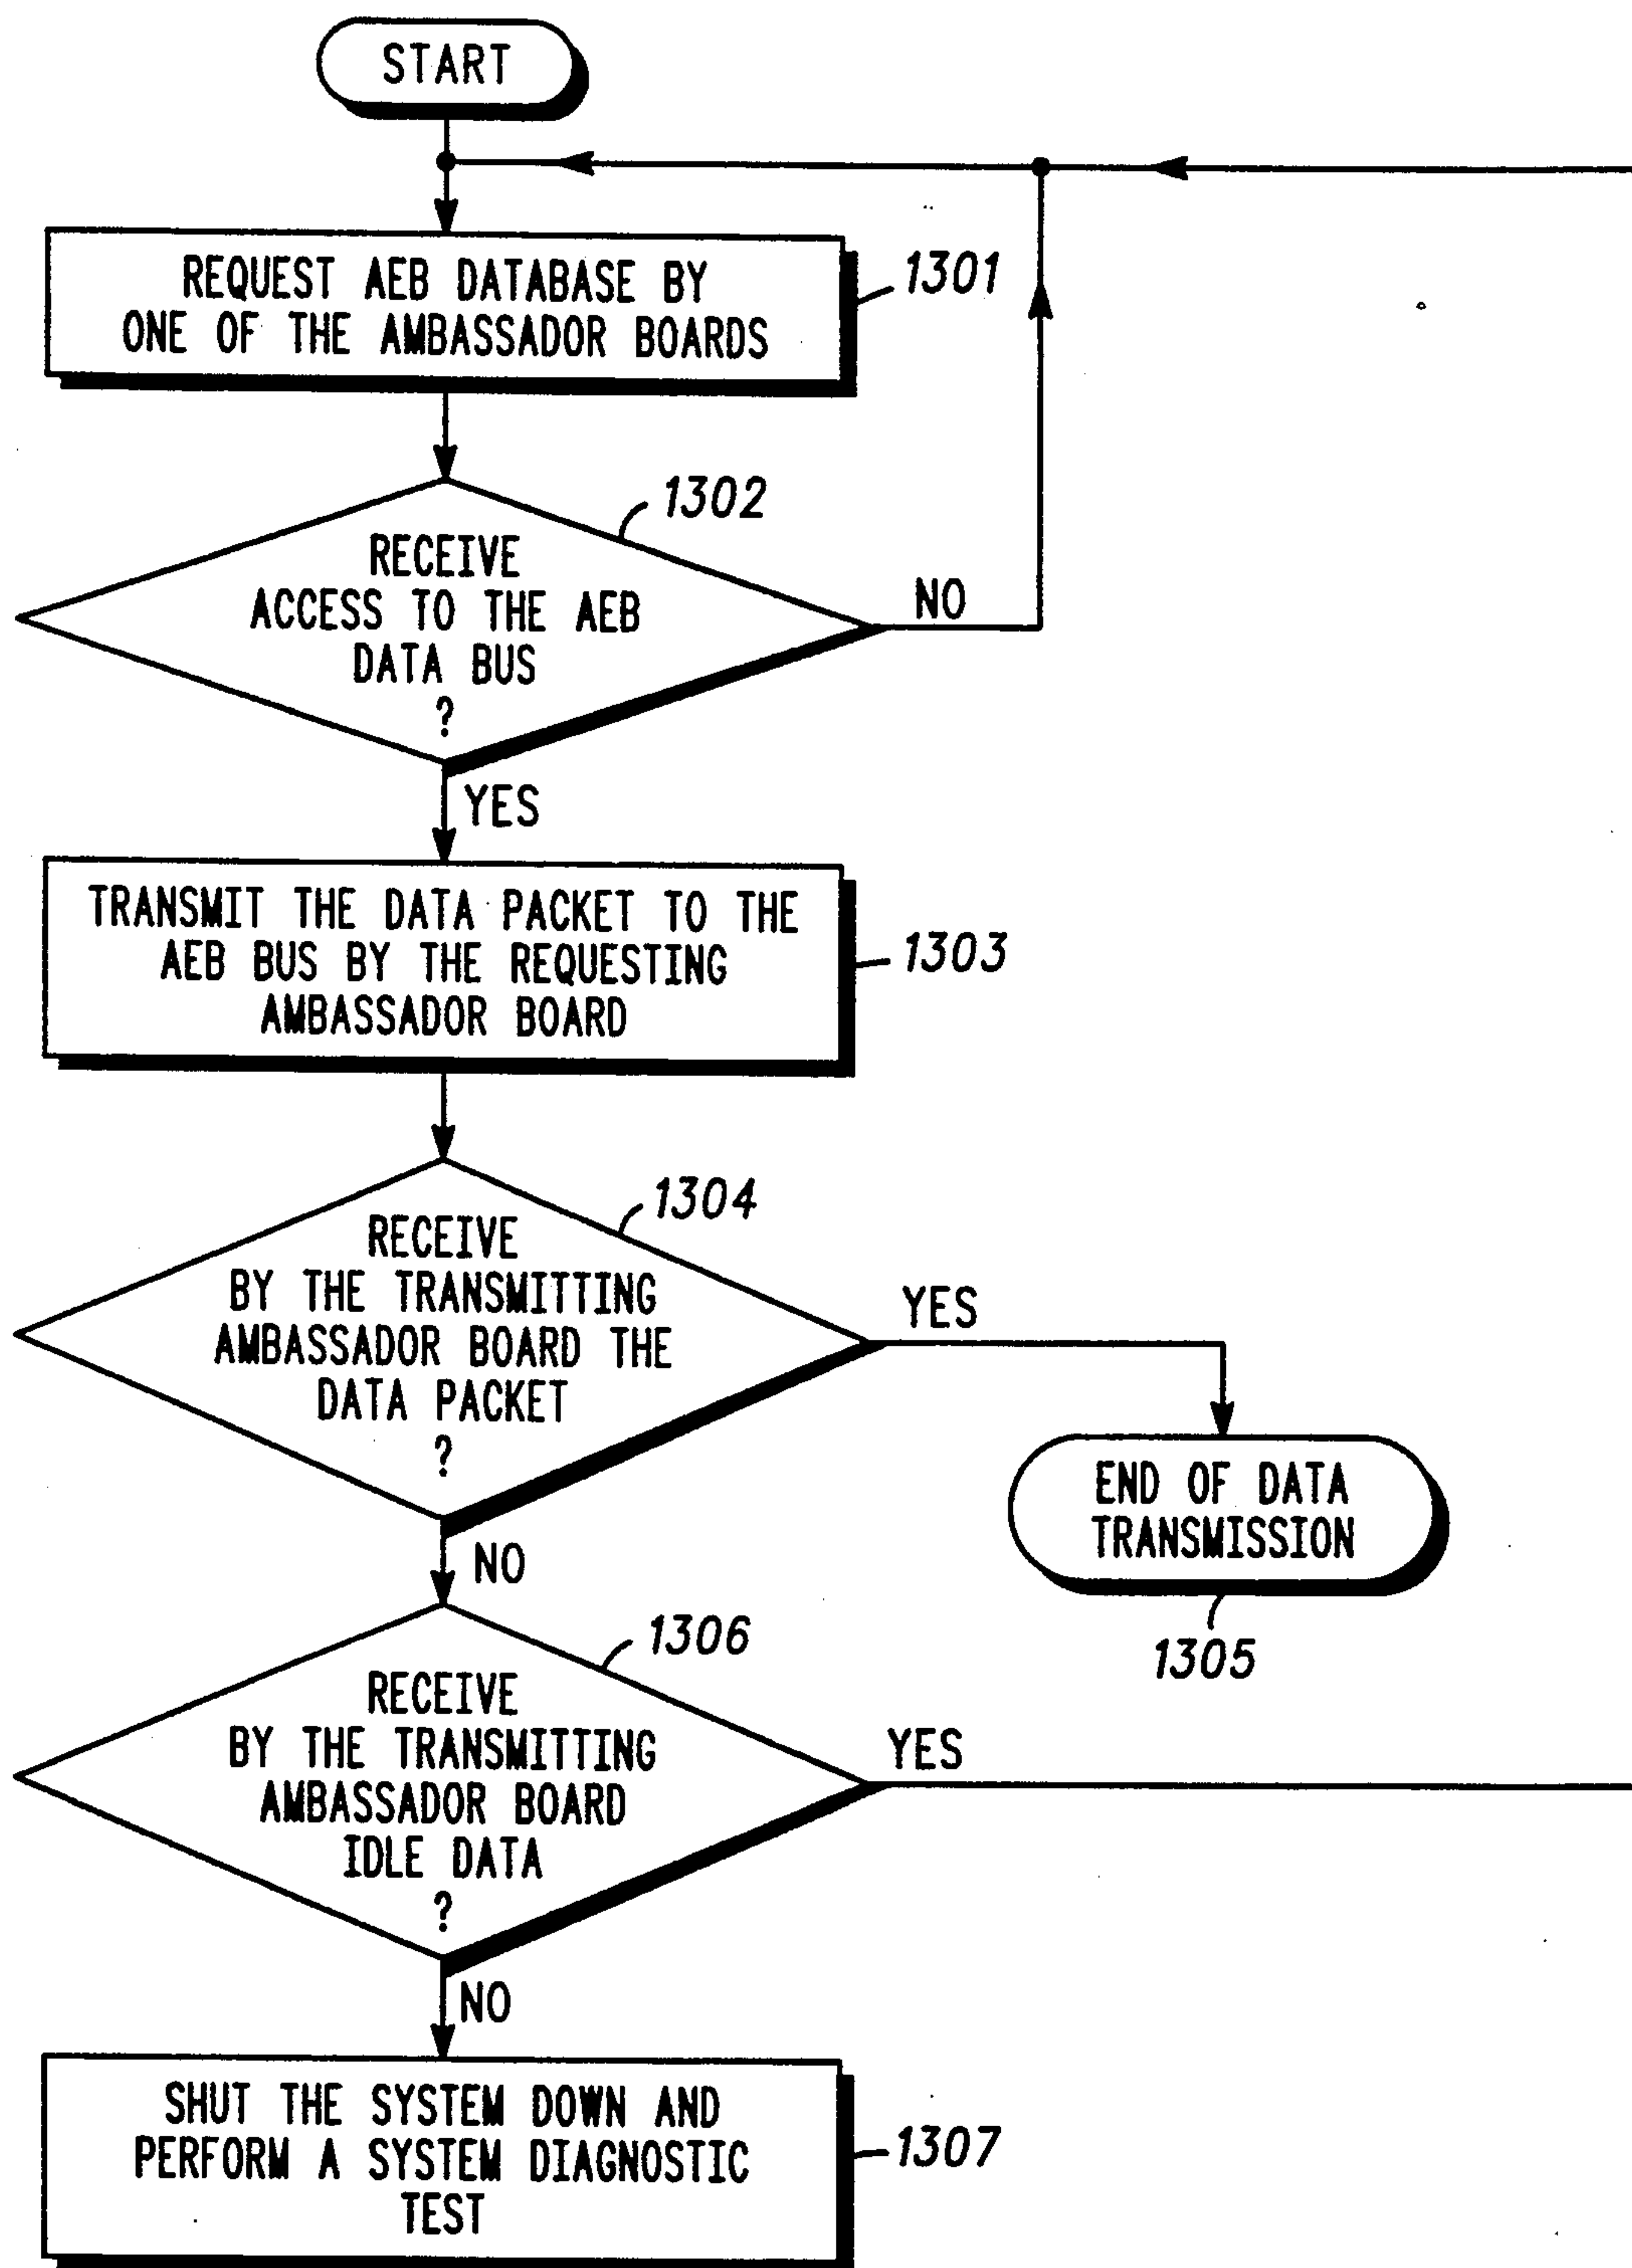 START
REQUEST AEB DATABASE BY
ONE OF THE AMBASSADOR BOARDS
1301
1302
RECEIVE
ACCESS TO THE AEB
DATA BUS
?
NO
YES
TRANSMIT THE DATA PACKET TO THE
AEB BUS BY THE REQUESTING
AMBASSADOR BOARD
1303
1304
RECEIVE
BY THE TRANSMITTING
AMBASSADOR BOARD THE
DATA PACKET
?
YES
END OF DATA
TRANSMISSION
1305
NO
1306
RECEIVE
BY THE TRANSMITTING
AMBASSADOR BOARD
IDLE DATA
?
YES
NO
SHUT THE SYSTEM DOWN AND
PERFORM A SYSTEM DIAGNOSTIC
TEST
1307